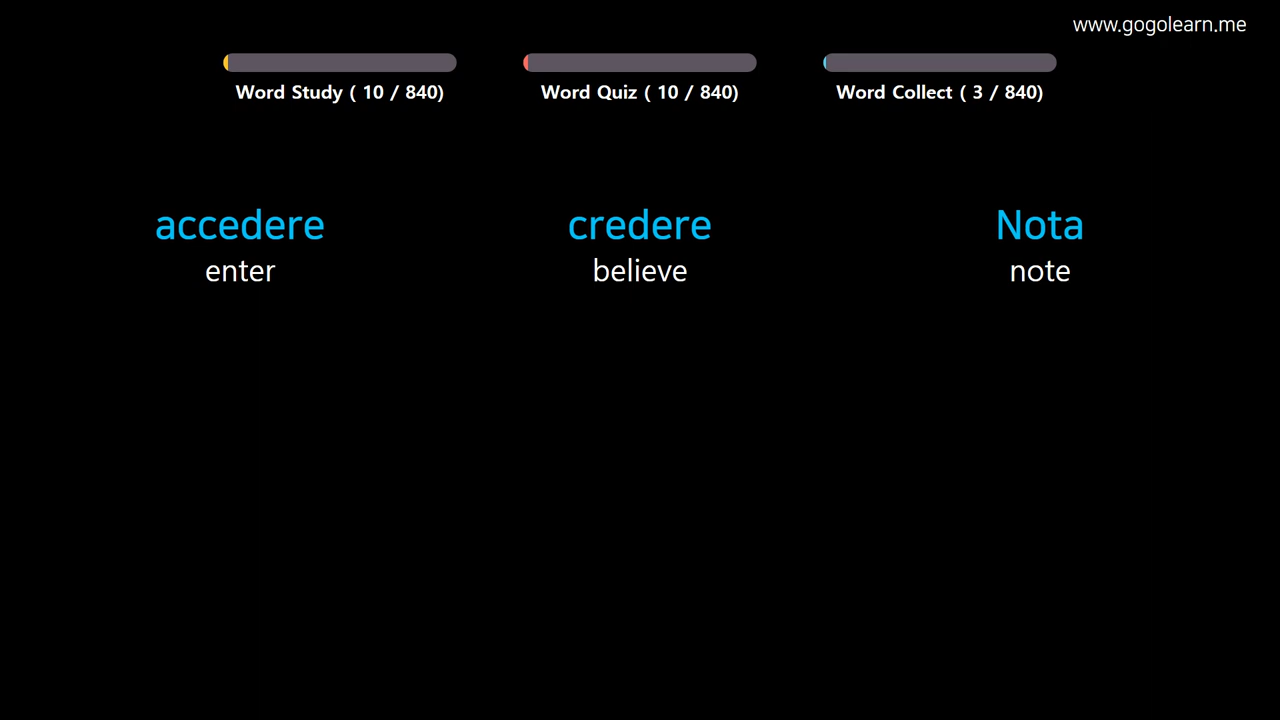 www.gogolearn.me
Word Study ( 10 / 840)
Word Quiz ( 10 / 840)
Word Collect ( 3 / 840)
accedere
enter
credere
believe
Nota
note